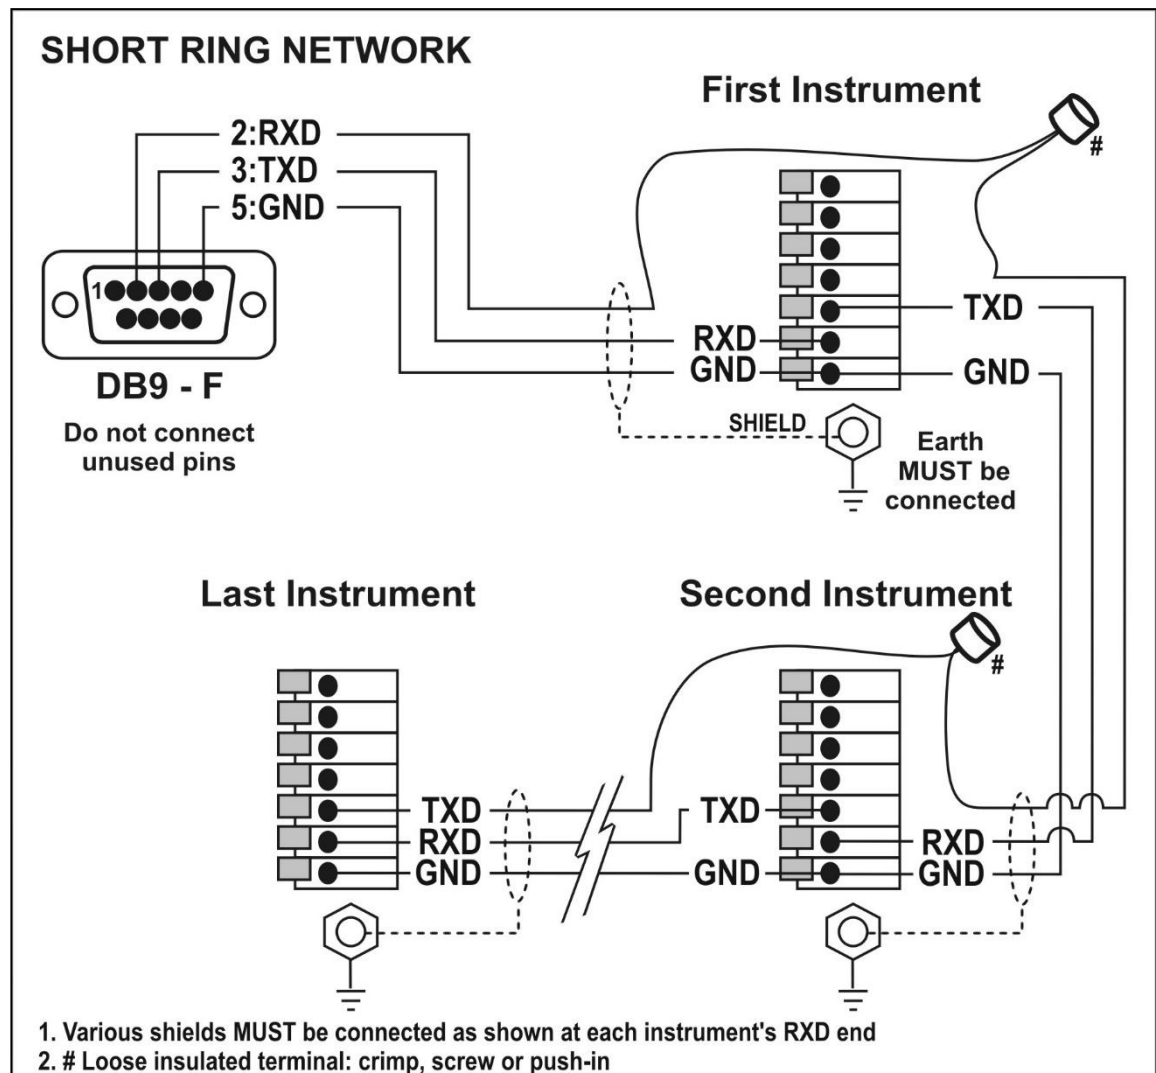 SHORT RING NETWORK
First Instrument
2:RXD
3:TXD
5:GND
#
1
TXD
RXD
GND
GND
DB9 - F
Do not connect
unused pins
SHIELD
Earth
MUST be
connected
Last Instrument
Second Instrument
#
TXD
TXD
RXD
RXD
GND
GND
GND
1. Various shields MUST be connected as shown at each instrument's RXD end
2. # Loose insulated terminal: crimp, screw or push-in